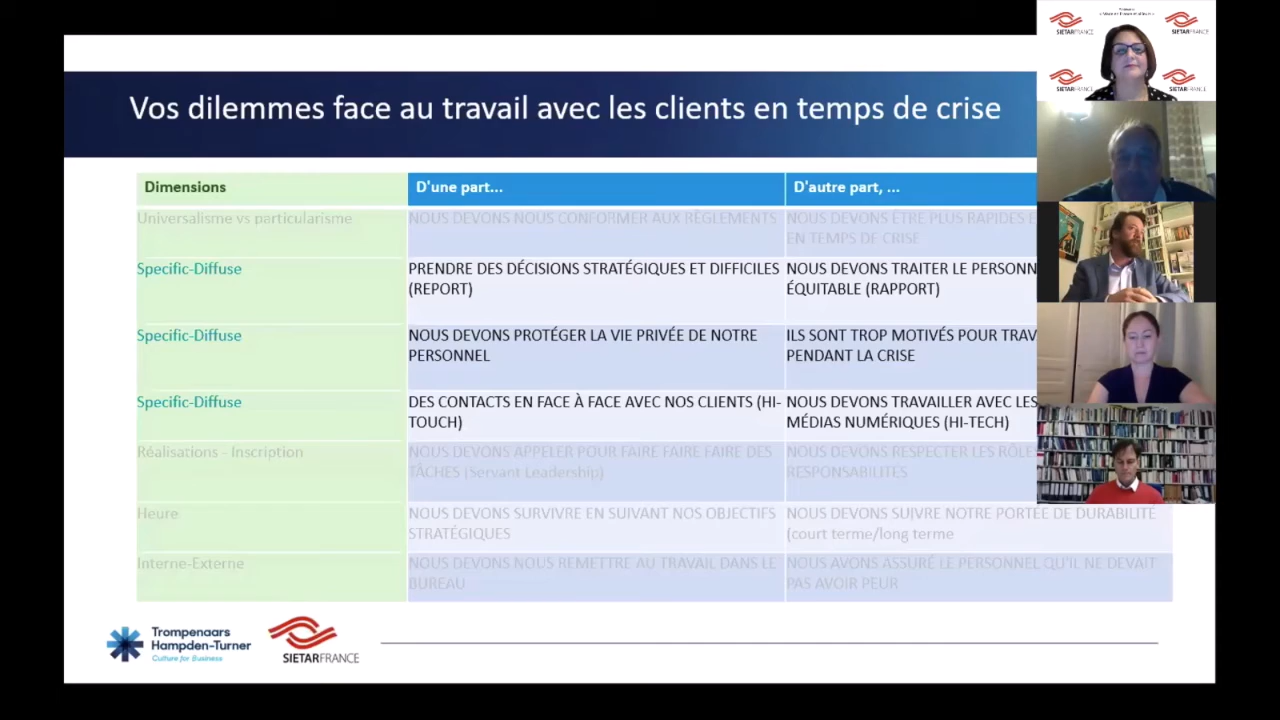 Vos dilemmes face au travail avec les clients en temps de crise
Dimensions
D'une part...
D'autre part, ...
Universalisme vs particularisme
NOUS DEVONS NOUS CONFORMER AUX RÈGLEMENTS
NOUS DEVONS ÊTRE PLUS RAPIDES
EN TEMPS DE CRISE
Specific-Diffuse
PRENDRE DES DÉCISIONS STRATÉGIQUES ET DIFFICILES
(REPORT)
NOUS DEVONS TRAITER LE
ÉQUITABLE (RAPPORT)
Specific-Diffuse
NOUS DEVONS PROTÉGER LA VIE PRIVÉE DE NOTRE
PERSONNEL
ILS SONT TROP MOTIVÉS POUR
PENDANT LA CRISE
Specific-Diffuse
DES CONTACTS EN FACE À FACE AVEC NOS CLIENTS (HI-
TOUCH)
NOUS DEVONS TRAVAILLER AVEC LES
MÉDIAS NUMÉRIQUES (HI-TECH)
Réalisations - Inscription
NOUS DEVONS APPELER POUR FAIRE FAIRE FAIRE DES
TÂCHES (Servant Leadership)
NOUS DEVONS RESPECTER LES RÔLES
RESPONSABILITÉS
Heure
NOUS DEVONS SURVIVRE EN SUIVANT NOS OBJECTIFS
STRATÉGIQUES
NOUS DEVONS SUIVRE NOTRE PORTÉE DE DURABILITÉ
(court terme/long terme
Interne-Externe
NOUS DEVONS NOUS REMETTRE AU TRAVAIL DANS LE
BUREAU
NOUS AVONS ASSURÉ LE PERSONNEL QU'IL NE DEVAIT
PAS AVOIR PEUR
Trompenaars
Hampden-Turner
Culture for Business
SIETARFRANCE
SIETARFRANCE
SIETARFRANCE
SIETARFRANCE
SIETARFRANCE